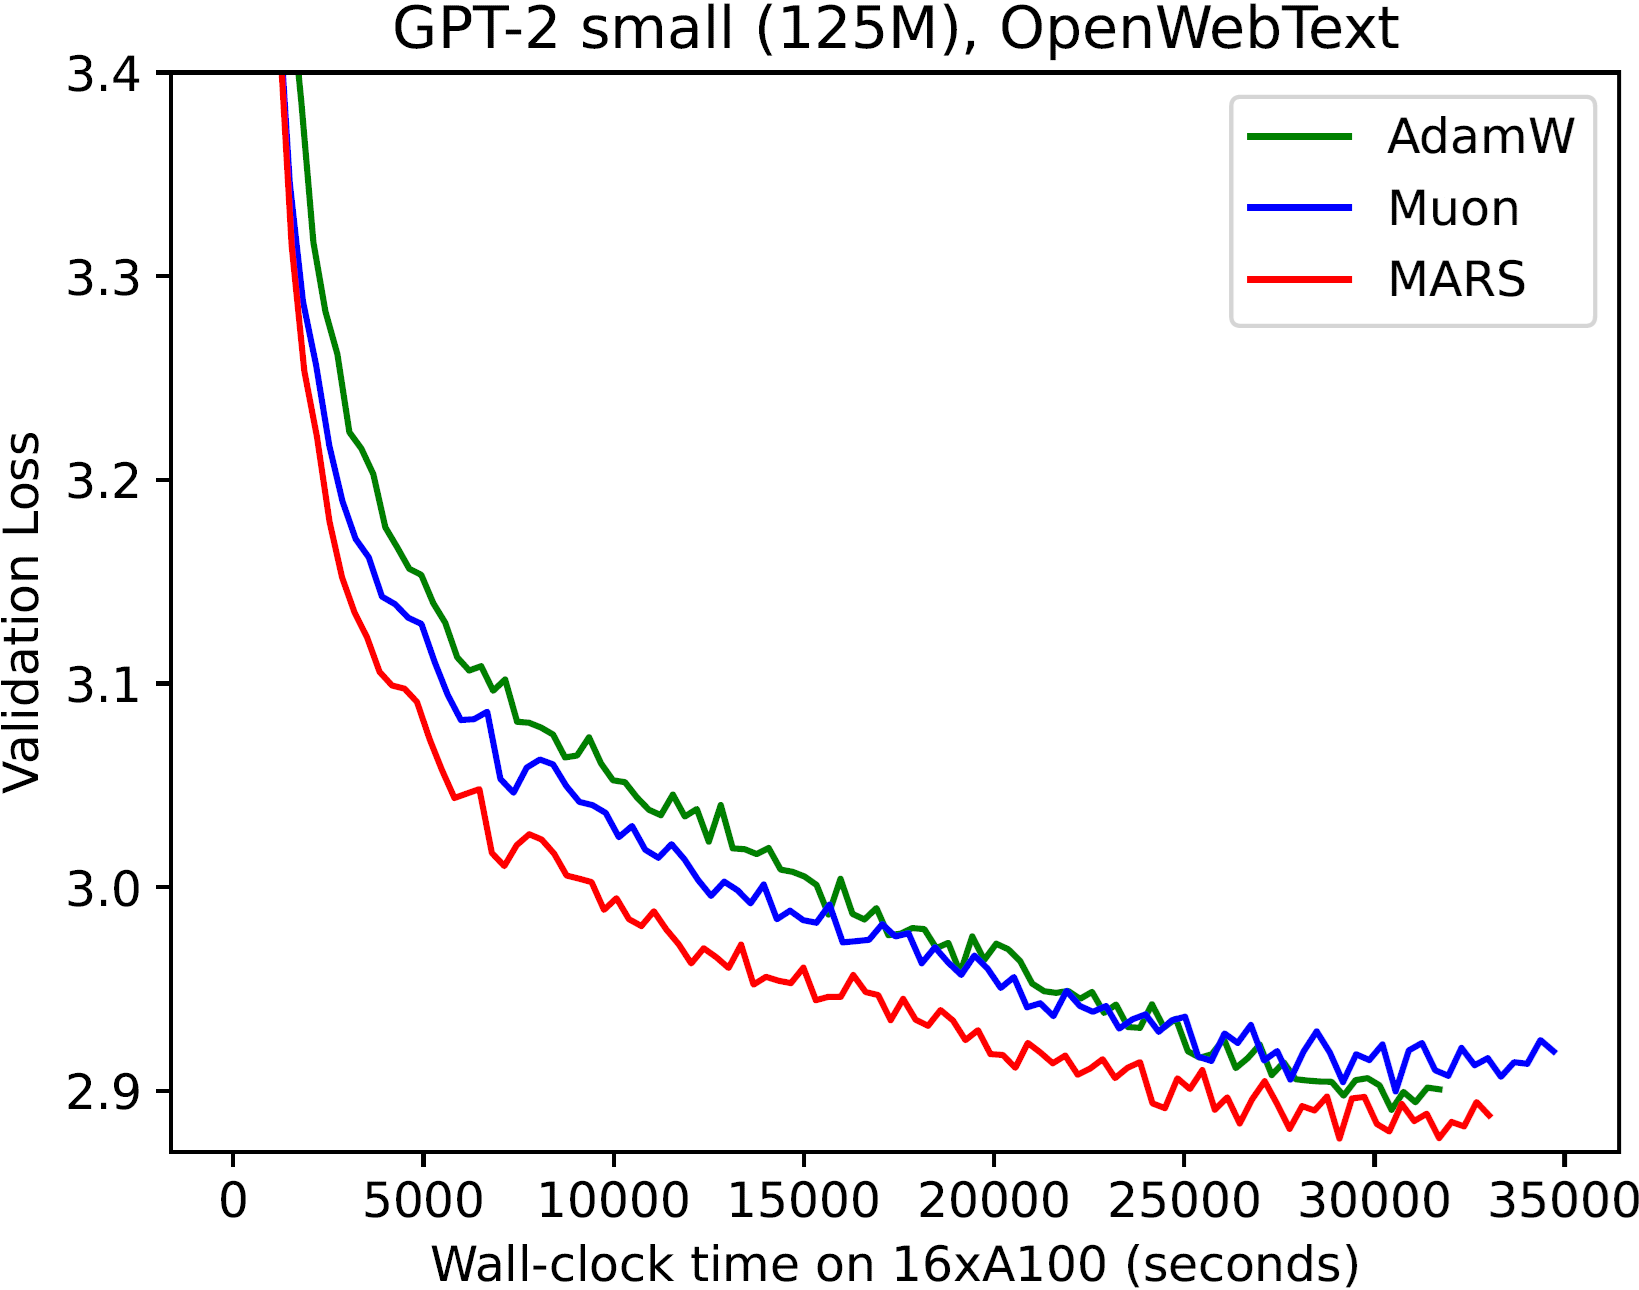 GPT-2 small (125M), OpenWebText
3.4
3.3
3.2
3.1
3.0
2.9
Validation Loss
AdamW
Muon
MARS
0 5000 10000 15000 20000 25000 30000 35000
Wall-clock time on 16xA100 (seconds)